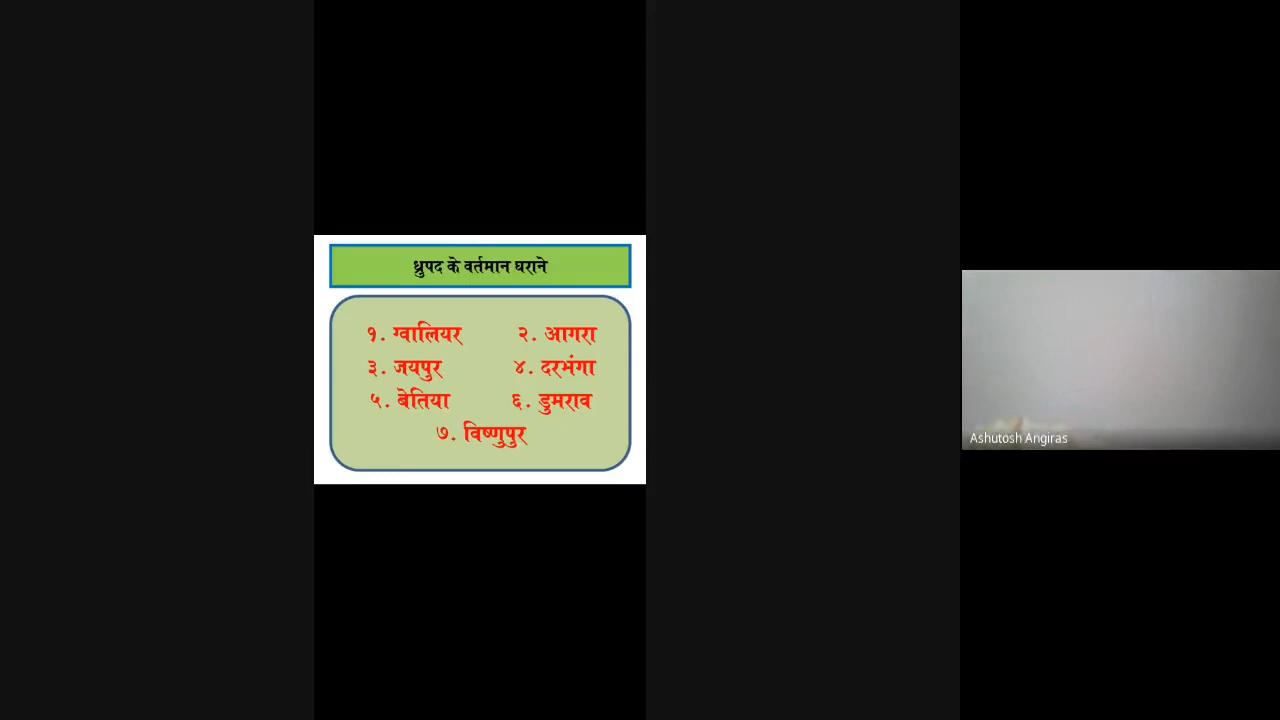 ध्रुपद के वर्तमान घराने
१. ग्वालियर २. आगरा
३. जयपुर ४. दरभंगा
५. बेतिया ६. डुमराव
७. विष्णुपुर
Ashutosh Angiras